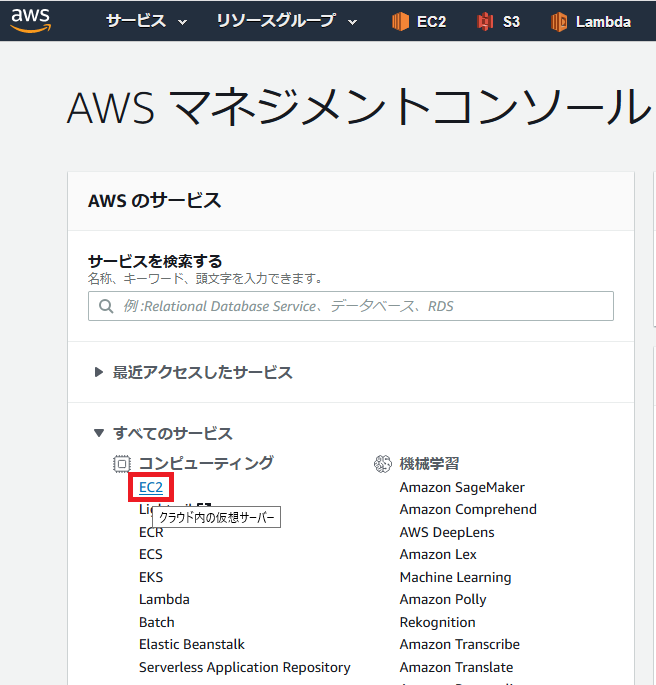 aws サービス リソースグループ EC2 S3 Lambda
AWS マネジメントコンソール
AWS のサービス
サービスを検索する
名称、キーワード、頭文字を入力できます。
例 :Relational Database Service、データベース、RDS
最近アクセスしたサービス
すべてのサービス
コンピューティング
EC2
クラウド内の仮想サーバー
ECR
ECS
EKS
Lambda
Batch
Elastic Beanstalk
Serverless Application Repository
機械学習
Amazon SageMaker
Amazon Comprehend
AWS DeepLens
Amazon Lex
Machine Learning
Amazon Polly
Rekognition
Amazon Transcribe
Amazon Translate